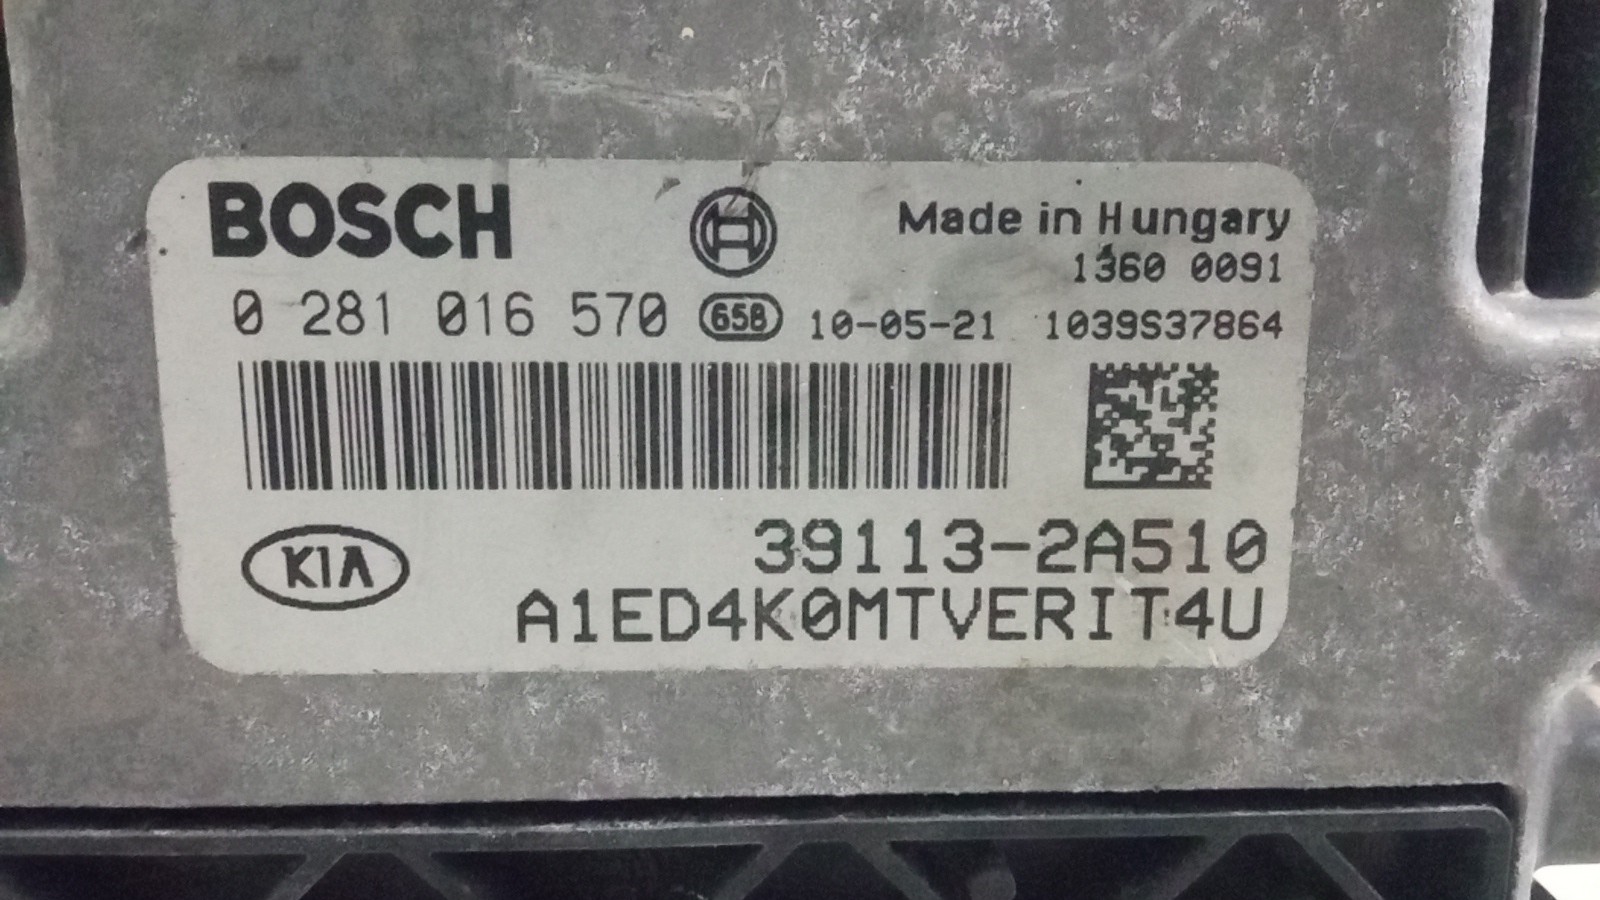 BOSCH
Made in Hungary
1360 0091
0 281 016 570 658 10-05-21 1039S37864
KIA
39113-2A510
A1ED4K0MTVERIT4U